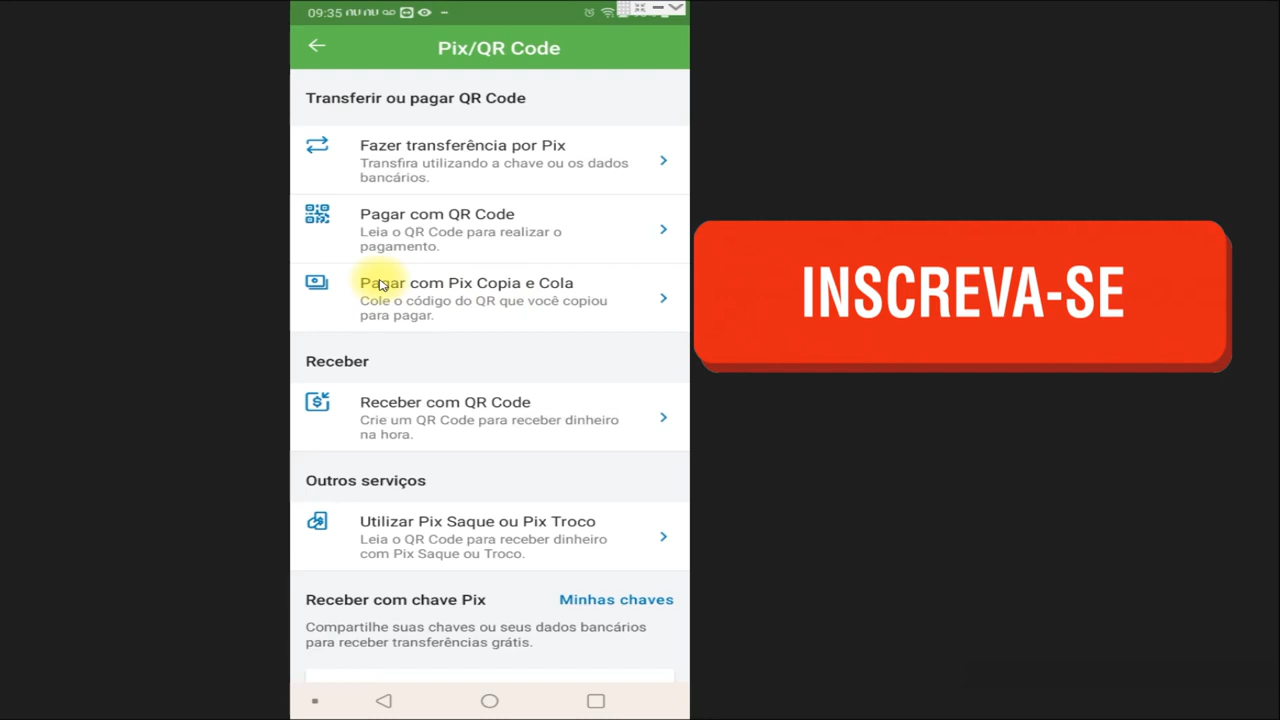 09:35
Pix/QR Code
Transferir ou pagar QR Code
Fazer transferência por Pix
Transfira utilizando a chave ou os dados
bancários.
Pagar com QR Code
Leia o QR Code para realizar o
pagamento.
Pagar com Pix Copia e Cola
Cole o código do QR que você copiou
para pagar.
INSCREVA-SE
Receber
Receber com QR Code
Crie um QR Code para receber dinheiro
na hora.
Outros serviços
Utilizar Pix Saque ou Pix Troco
Leia o QR Code para receber dinheiro
com Pix Saque ou Troco.
Receber com chave Pix Minhas chaves
Compartilhe suas chaves ou seus dados bancários
para receber transferências grátis.